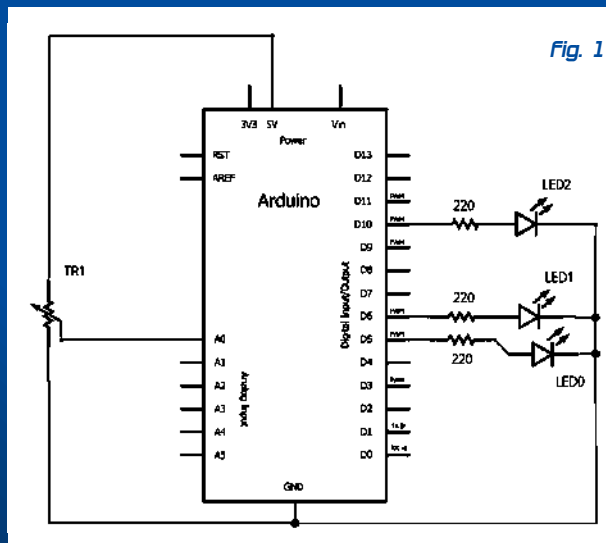 Fig. 1
3V3 5V Vin
Power
RST
AREF
Arduino
D13
D12
D11
PWM
D10
PWM
D9
PWM
D8
D7
D6
PWM
D5
PWM
D4
D3
D2
D1
D0
Digital Input/Output
220
LED2
220
LED1
220
LED0
TR1
A0
A1
A2
A3
A4
A5
Analog Input
GND